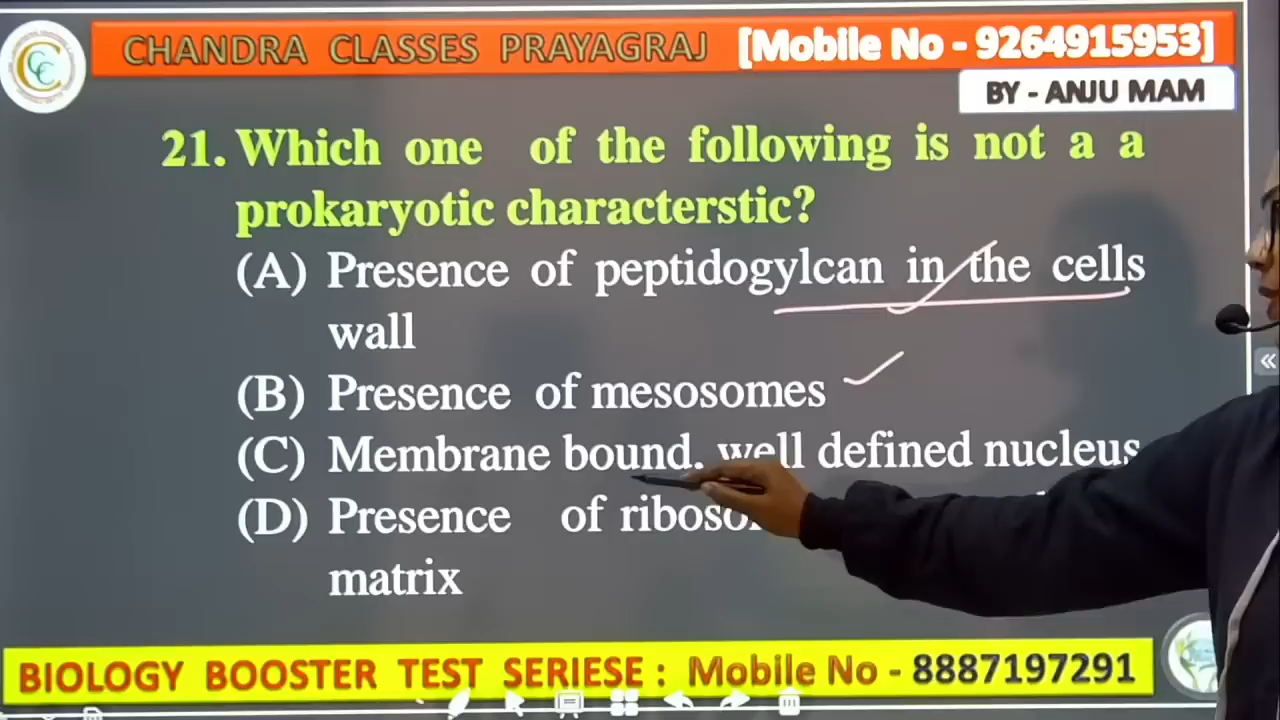 CHANDRA CLASSES PRAYAGRAJ [Mobile No - 9264915953]
CC
BY - ANJU MAM
21. Which one of the following is not a a
prokaryotic characterstic?
(A) Presence of peptidogylcan in the cells
wall
(B) Presence of mesosomes
(C) Membrane bound. well defined nucleus
(D) Presence of
matrix
BIOLOGY BOOSTER TEST SERIESE : Mobile No - 8887197291